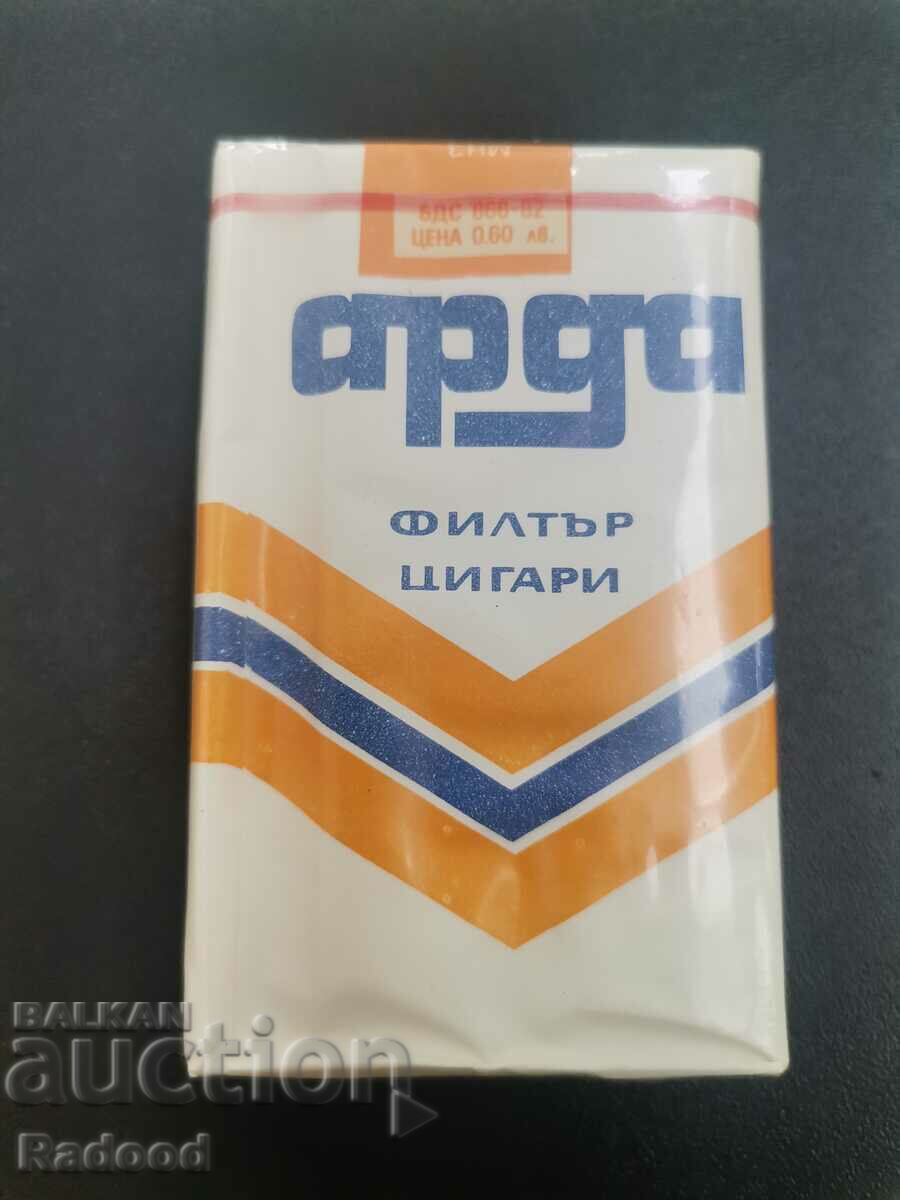 БДС 868-82
ЦЕНА 0.60 лв.
арда
ФИЛТЪР
ЦИГАРИ
BALKAN
auction
Radood